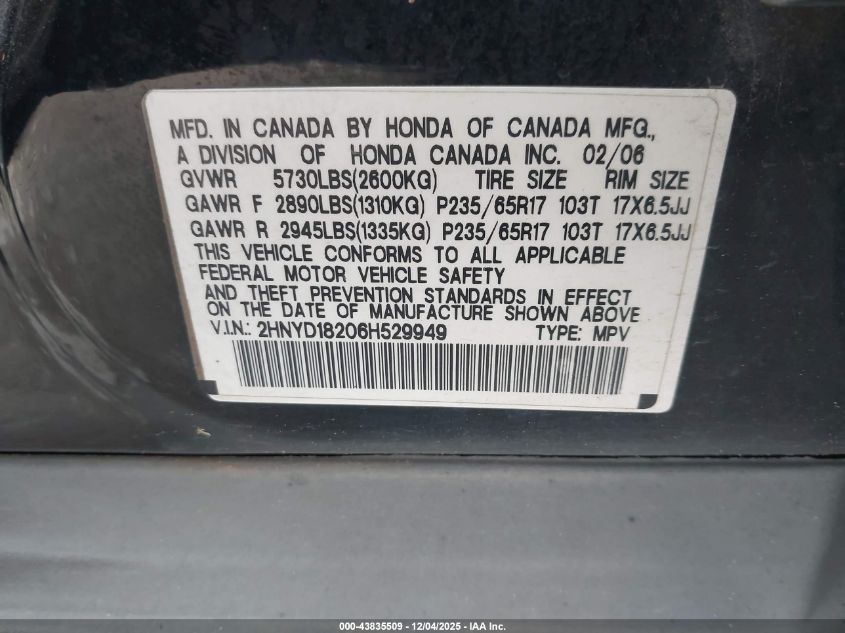 MFD. IN CANADA BY HONDA OF CANADA MFG.,
A DIVISION OF HONDA CANADA INC. 02/06
GVWR 5730LBS(2600KG) TIRE SIZE RIM SIZE
GAWR F 2890LBS(1310KG) P235/65R17 103T 17X6.5JJ
GAWR R 2945LBS(1335KG) P235/65R17 103T 17X6.5JJ
THIS VEHICLE CONFORMS TO ALL APPLICABLE
FEDERAL MOTOR VEHICLE SAFETY
AND THEFT PREVENTION STANDARDS IN EFFECT
ON THE DATE OF MANUFACTURE SHOWN ABOVE.
V.I.N.: 2HNYD18206H529949 TYPE: MPV
000-43835509 - 12/04/2025 - IAA Inc.